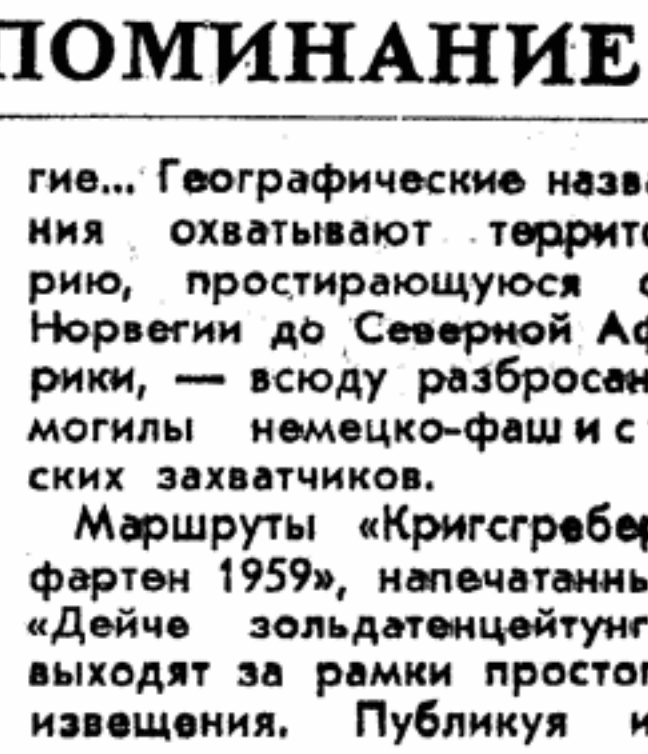 ПОМИНАНИЕ
гие... Географические назва
ния охватывают террито
рию, простирающуюся о
Норвегии до Северной Аф
рики, — всюду разбросан
могилы немецко-фашист
ских захватчиков.
Маршруты «Кригсгребер
фартен 1959», напечатанны
«Дейче зольдатенцейтунг
выходят за рамки простог
извещения. Публикуя и